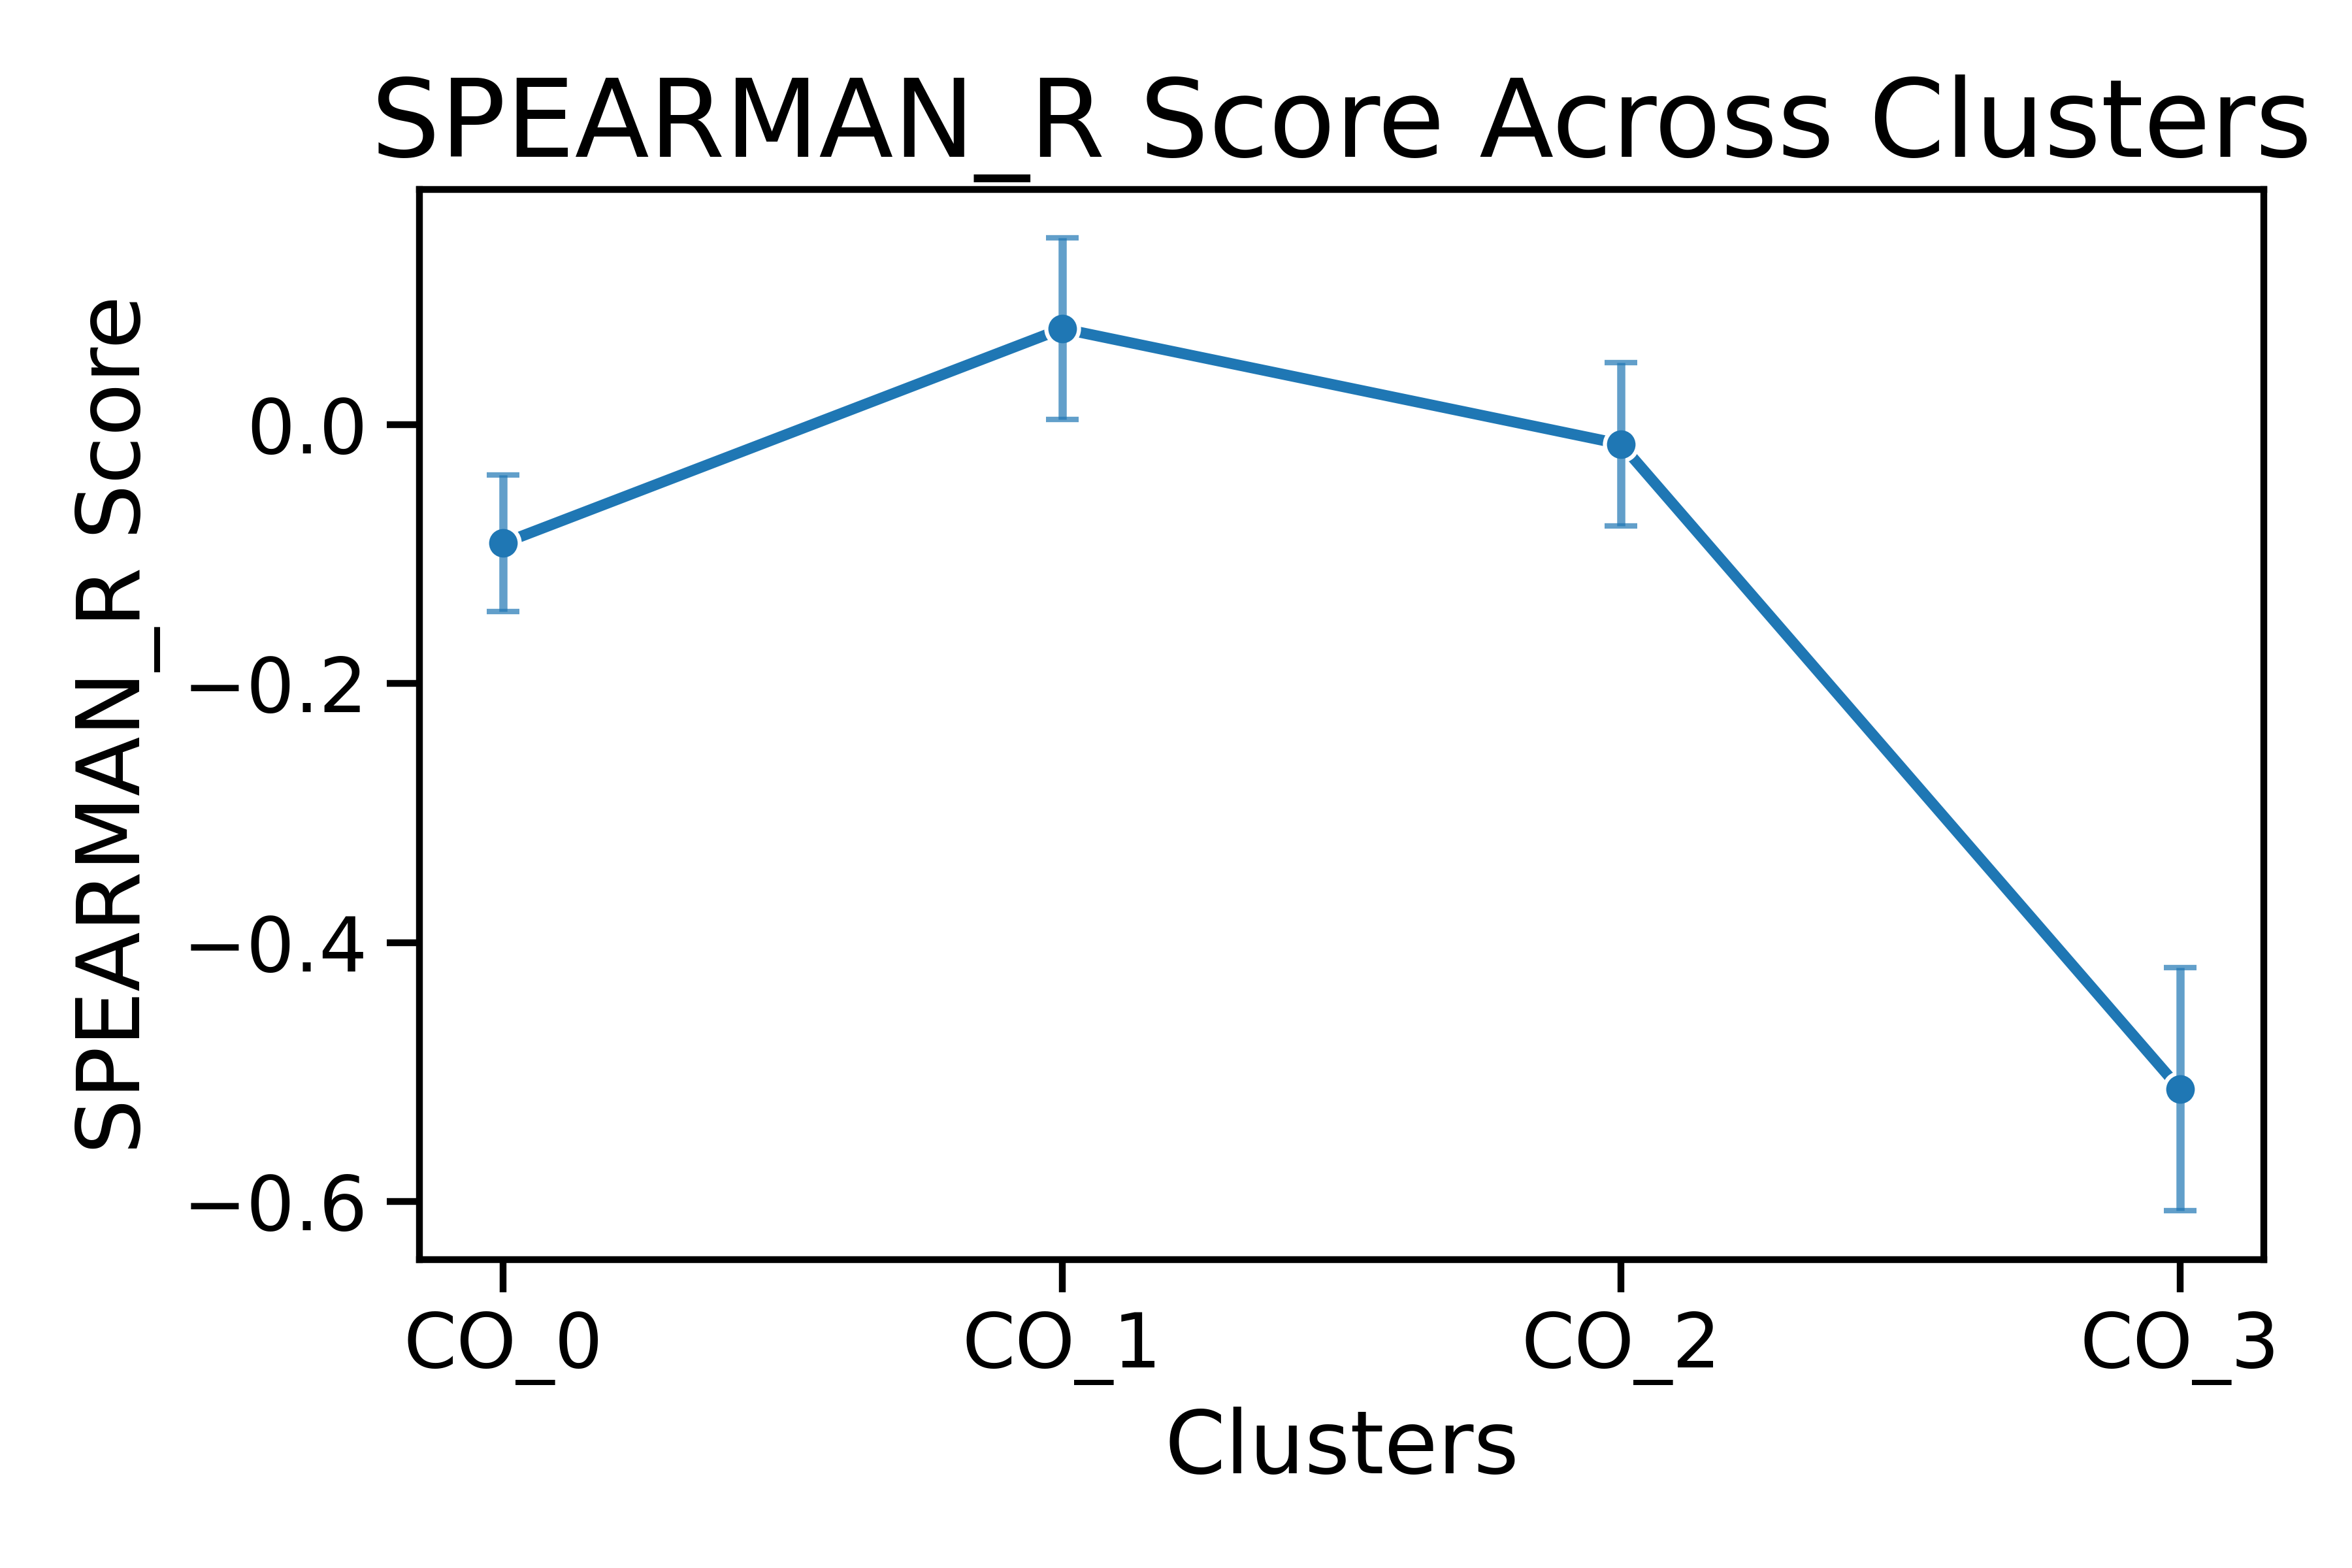 SPEARMAN_R Score Across Clusters
SPEARMAN_R Score
0.0
−0.2
−0.4
−0.6
CO_0
CO_1
CO_2
CO_3
Clusters